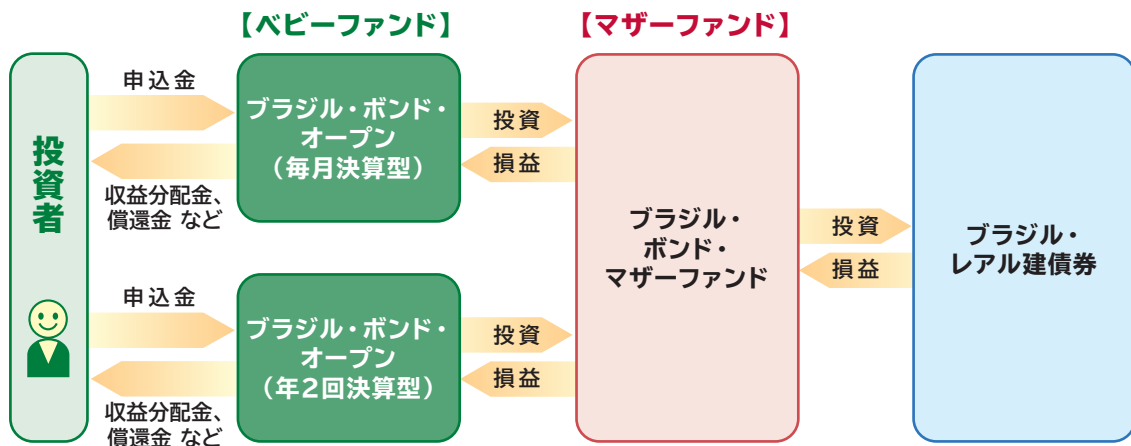 【ベビーファンド】
【マザーファンド】
投資者
申込金
収益分配金、
償還金 など
ブラジル・ボンド・
オープン
（毎月決算型）
投資
損益
申込金
収益分配金、
償還金 など
ブラジル・ボンド・
オープン
（年2回決算型）
投資
損益
ブラジル・
ボンド・
マザーファンド
投資
損益
ブラジル・
レアル建債券